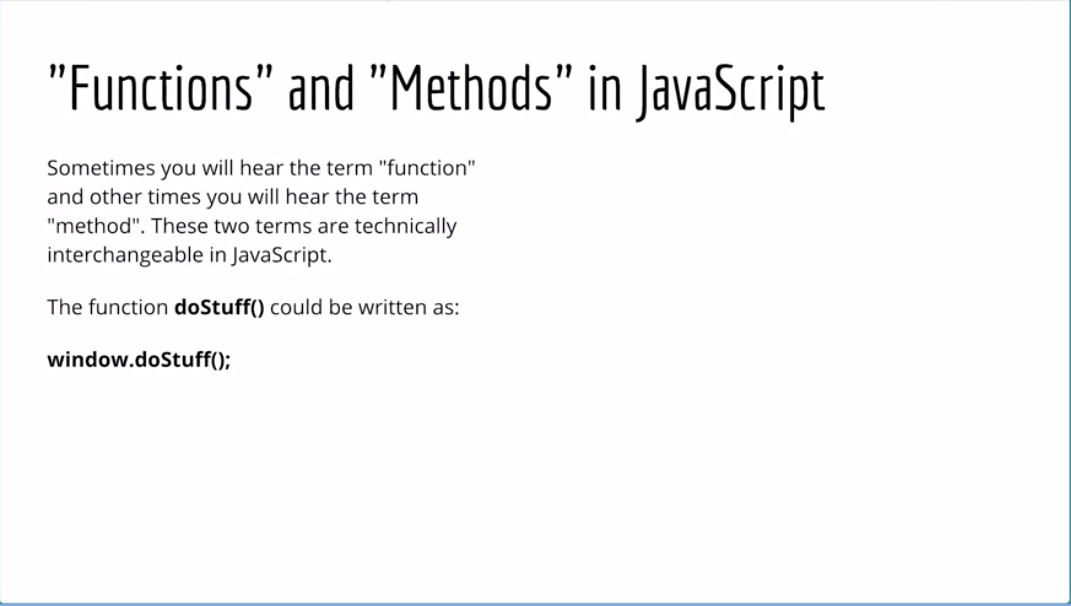 "Functions" and "Methods" in JavaScript
Sometimes you will hear the term "function"
and other times you will hear the term
"method". These two terms are technically
interchangeable in JavaScript.
The function doStuff() could be written as:
window.doStuff();